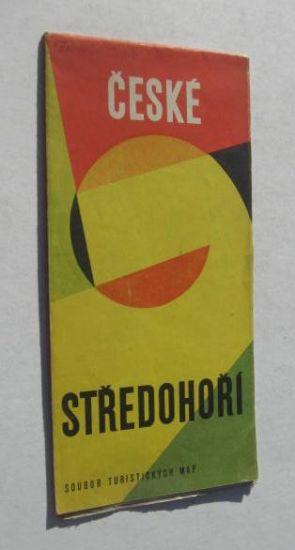 ČESKÉ
STŘEDOHOŘÍ
SOUBOR TURISTICKÝCH MAP